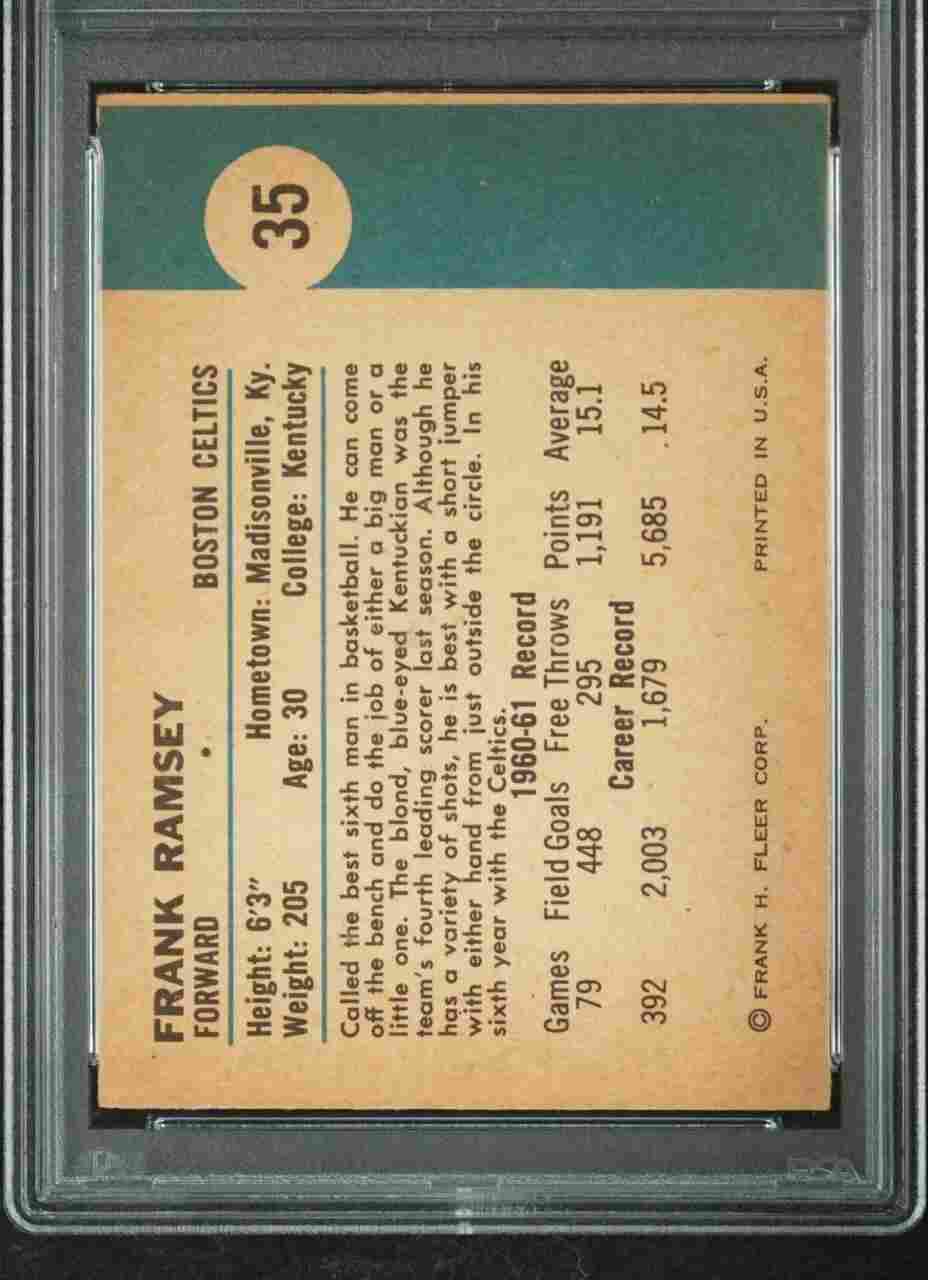 35
FRANK RAMSEY
FORWARD • BOSTON CELTICS
Height: 6'3" Hometown: Madisonville, Ky.
Weight: 205 Age: 30 College: Kentucky
Called the best sixth man in basketball. He can come
off the bench and do the job of either a big man or a
little one. The blond, blue-eyed Kentuckian was the
team's fourth leading scorer last season. Although he
has a variety of shots, he is best with a short jumper
with either hand from just outside the circle. In his
sixth year with the Celtics.
1960-61 Record
Games Field Goals Free Throws Points Average
79 448 295 1,191 15.1
Career Record
392 2,003 1,679 5,685 14.5
© FRANK H. FLEER CORP. PRINTED IN U.S.A.
PSA